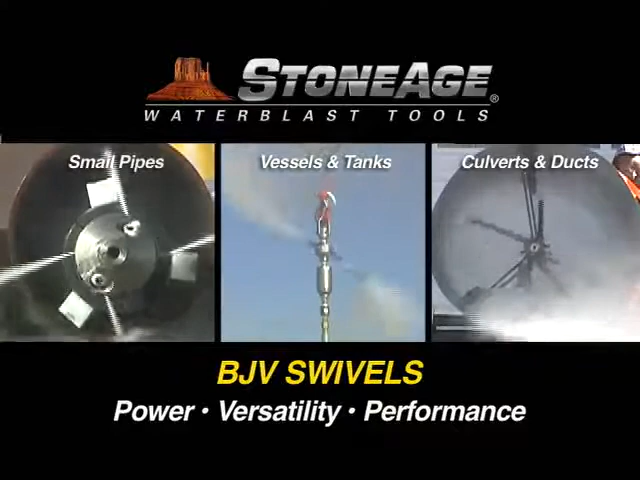 STONEAGE®
WATERBLAST TOOLS
Small Pipes
Vessels & Tanks
Culverts & Ducts
BJV SWIVELS
Power • Versatility • Performance